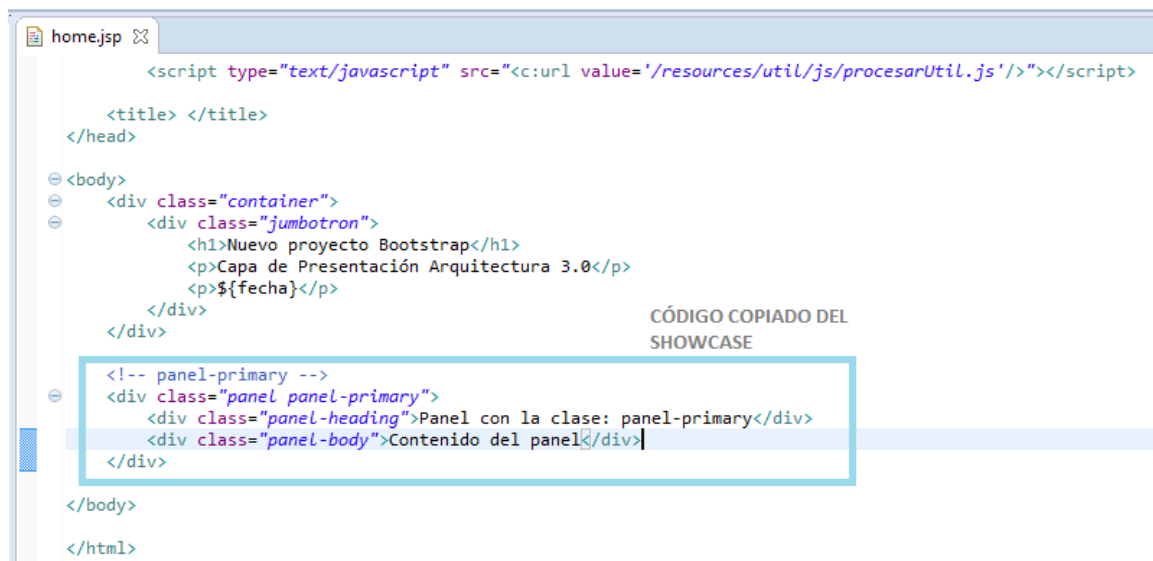 home.jsp
<script type="text/javascript" src="<c:url value='/resources/util/js/procesarUtil.js'/>"></script>
<title> </title>
</head>
<body>
<div class="container">
<div class="jumbotron">
<h1>Nuevo proyecto Bootstrap</h1>
<p>Capa de Presentación Arquitectura 3.0</p>
<p>${fecha}</p>
</div>
</div>
CÓDIGO COPIADO DEL
SHOWCASE
<!-- panel-primary -->
<div class="panel panel-primary">
<div class="panel-heading">Panel con la clase: panel-primary</div>
<div class="panel-body">Contenido del panel</div>
</div>
</body>
</html>